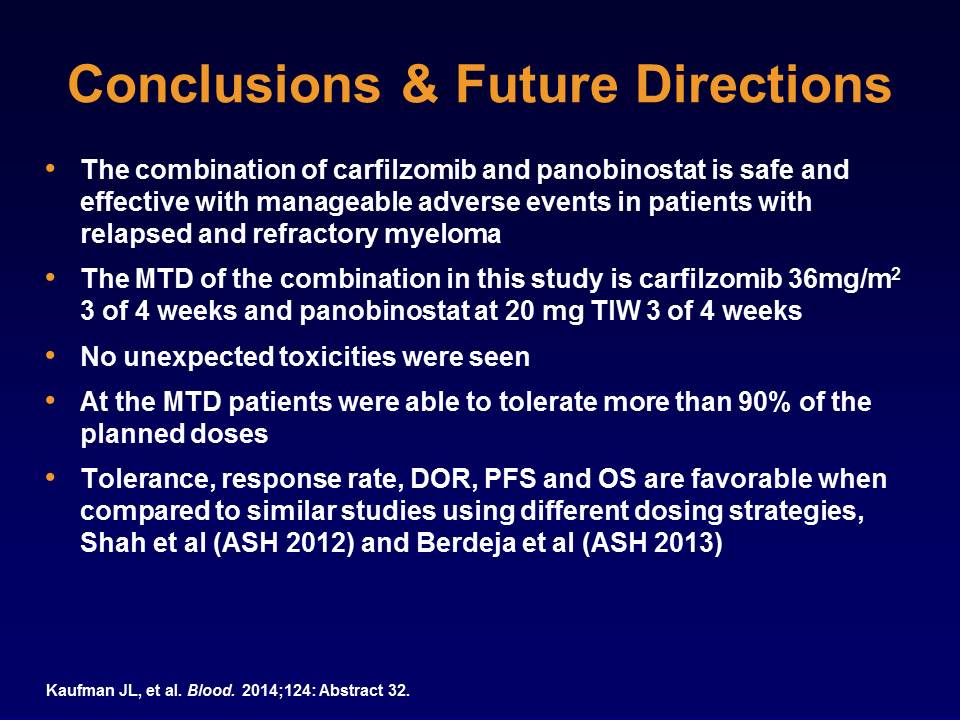 Conclusions & Future Directions
• The combination of carfilzomib and panobinostat is safe and
effective with manageable adverse events in patients with
relapsed and refractory myeloma
• The MTD of the combination in this study is carfilzomib 36mg/m²
3 of 4 weeks and panobinostat at 20 mg TIW 3 of 4 weeks
• No unexpected toxicities were seen
• At the MTD patients were able to tolerate more than 90% of the
planned doses
• Tolerance, response rate, DOR, PFS and OS are favorable when
compared to similar studies using different dosing strategies,
Shah et al (ASH 2012) and Berdeja et al (ASH 2013)
Kaufman JL, et al. Blood. 2014;124: Abstract 32.